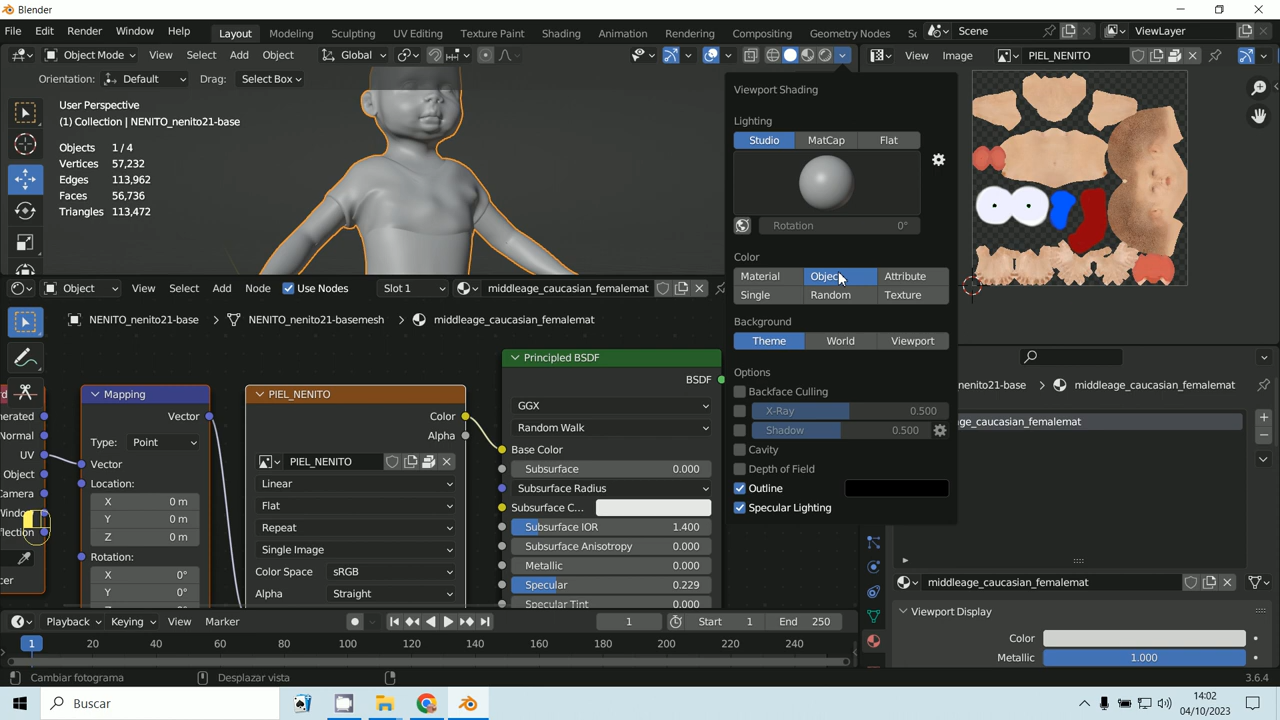 Blender
File Edit Render Window Help Layout Modeling Sculpting UV Editing Texture Paint Shading Animation Rendering Compositing Geometry Nodes Sc Scene ViewLayer
Object Mode View Select Add Object Global View Image PIEL_NENITO
Orientation: Default Drag: Select Box
User Perspective
(1) Collection | NENITO_nenito21-base
Objects 1 / 4
Vertices 57,232
Edges 113,962
Faces 56,736
Triangles 113,472
Viewport Shading
Lighting
Studio MatCap Flat
Rotation 0°
Color
Material Object Attribute
Single Random Texture
Background
Theme World Viewport
Options
Backface Culling
X-Ray 0.500
Shadow 0.500
Cavity
Depth of Field
Outline
Specular Lighting
Object View Select Add Node Use Nodes Slot 1 middleage_caucasian_femalemat
NENITO_nenito21-base NENITO_nenito21-basemesh middleage_caucasian_femalemat
enerated
Normal
UV
Object
Camera
Windo
flection
cer
Mapping
Vector
Type: Point
Vector
Location:
X 0 m
Y 0 m
Z 0 m
Rotation:
X 0°
Y 0°
PIEL_NENITO
Color
Alpha
PIEL_NENITO
Linear
Flat
Repeat
Single Image
Color Space sRGB
Alpha Straight
Principled BSDF
BSDF
GGX
Random Walk
Base Color
Subsurface 0.000
Subsurface Radius
Subsurface C...
Subsurface IOR 1.400
Subsurface Anisotropy 0.000
Metallic 0.000
Specular 0.229
Specular Tint 0.000
enito21-base middleage_caucasian_femalemat
age_caucasian_femalemat
middleage_caucasian_femalemat
Viewport Display
Color
Metallic 1.000
Playback Keying View Marker 1 Start 1 End 250
1 20 40 60 80 100 120 140 160 180 200 220 240
Cambiar fotograma Desplazar vista 3.6.4
Buscar
14:02
04/10/2023